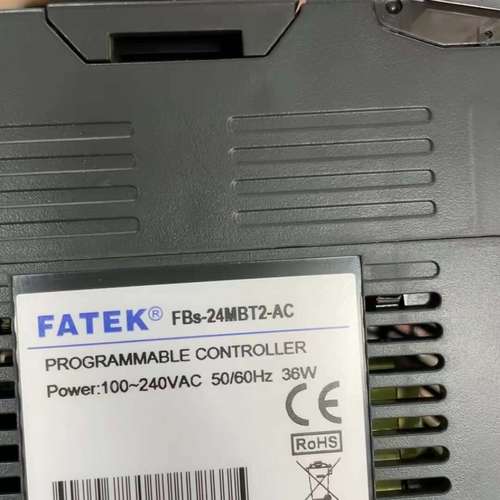 FATEK® FBs-24MBT2-AC
PROGRAMMABLE CONTROLLER
Power:100~240VAC 50/60Hz 36W
CE
RoHS